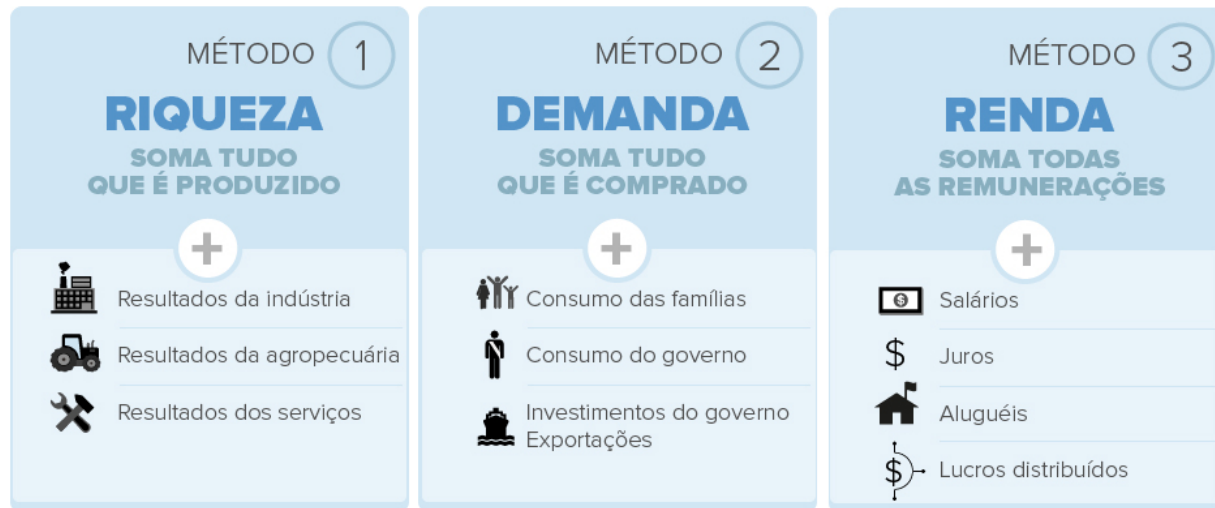 MÉTODO 1
RIQUEZA
SOMA TUDO
QUE É PRODUZIDO
+
Resultados da indústria
Resultados da agropecuária
Resultados dos serviços
MÉTODO 2
DEMANDA
SOMA TUDO
QUE É COMPRADO
+
Consumo das famílias
Consumo do governo
Investimentos do governo
Exportações
MÉTODO 3
RENDA
SOMA TODAS
AS REMUNERAÇÕES
+
$ Salários
$ Juros
Aluguéis
$ Lucros distribuídos